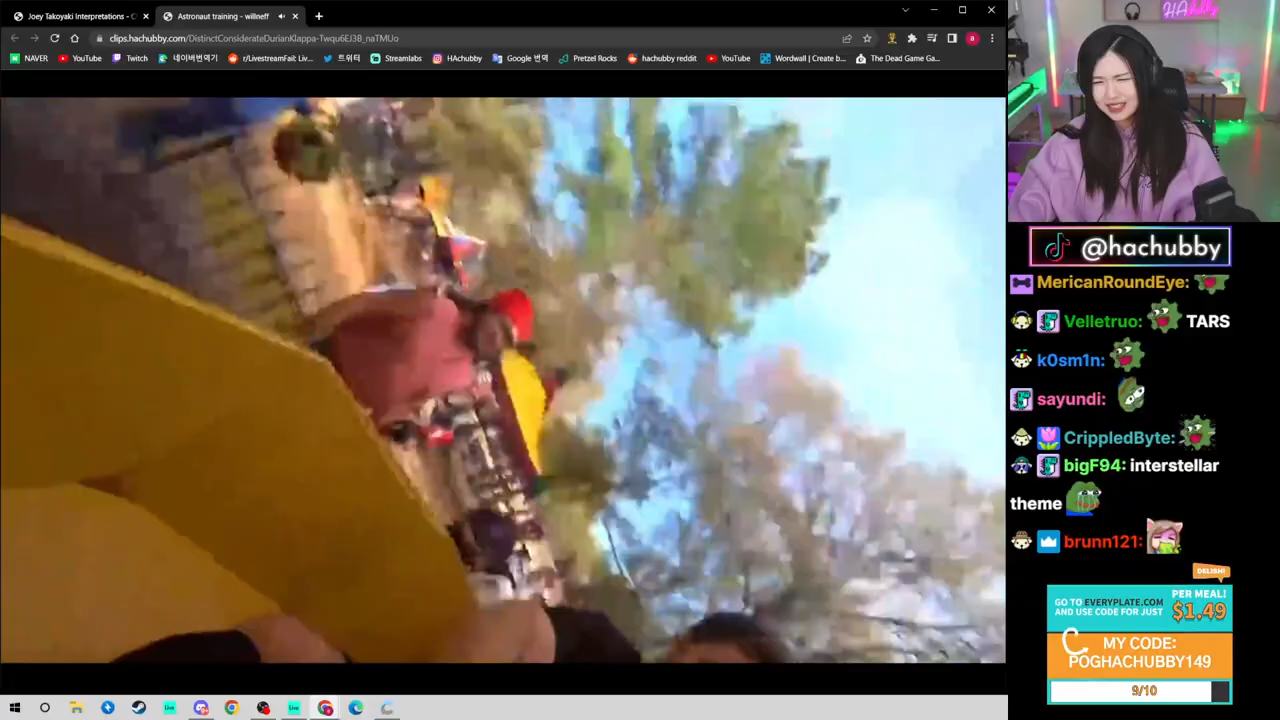 Joey Takoyaki Interpretations - C
Astronaut training - willneff
clips.hachubby.com/DistinctConsiderateDurianKlappa-Twqu6EJ3B_naTMUo
NAVER
YouTube
Twitch
네이버번역기
r/LivestreamFail: Liv...
트위터
Streamlabs
HAchubby
Google 번역
Pretzel Rocks
hachubby reddit
YouTube
Wordwall | Create b...
The Dead Game Ga...
HAchubby
@hachubby
MericanRoundEye:
Velletruo: TARS
k0sm1n:
sayundi:
CrippledByte:
bigF94: interstellar
theme
brunn121:
DELISH!
GO TO EVERYPLATE.COM
AND USE CODE FOR JUST
PER MEAL!
$1.49
MY CODE:
POGHACHUBBY149
9/10